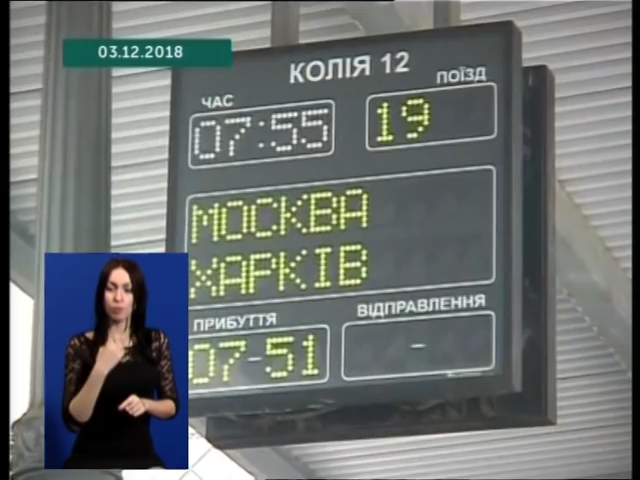 03.12.2018
КОЛІЯ 12
ЧАС
ПОЇЗД
07:55
19
МОСКВА
ХАРКІВ
ПРИБУТТЯ
ВІДПРАВЛЕННЯ
07-51
-